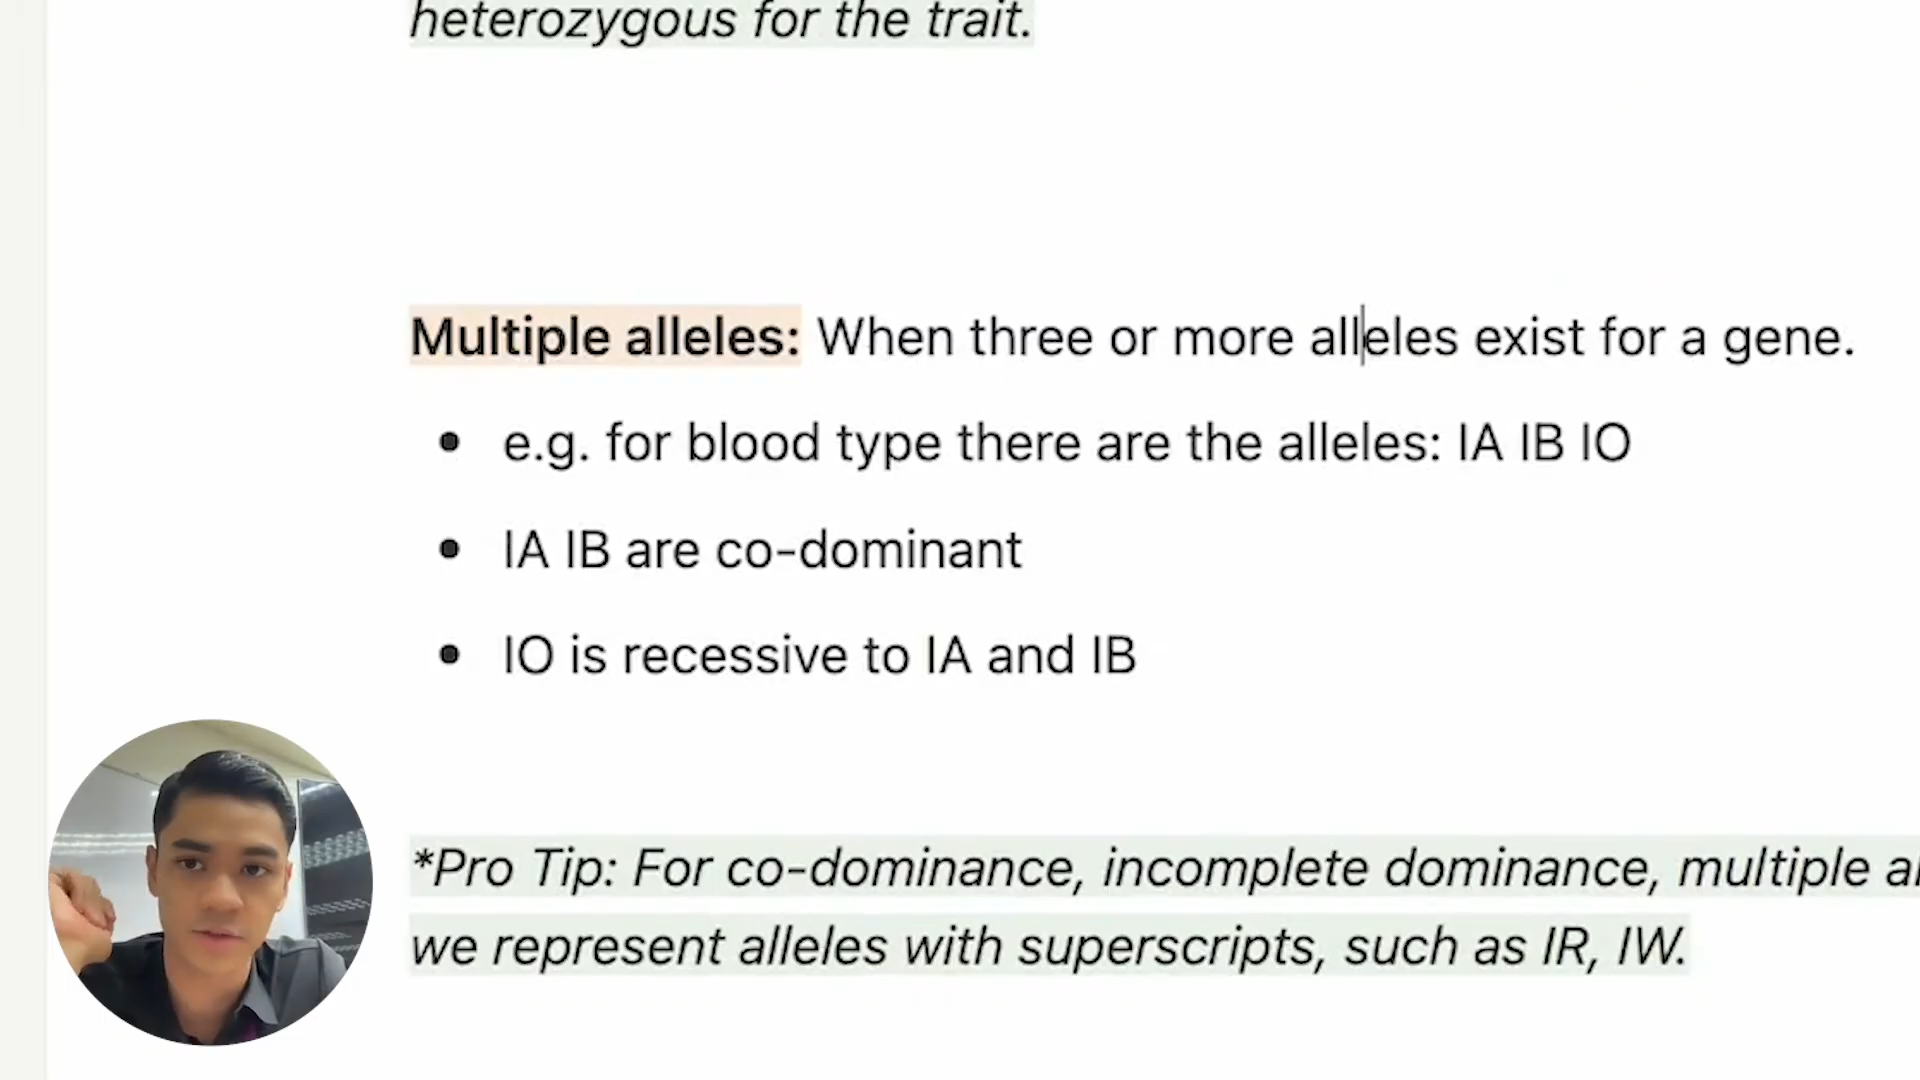 heterozygous for the trait.
Multiple alleles: When three or more alleles exist for a gene.
• e.g. for blood type there are the alleles: IA IB IO
• IA IB are co-dominant
• IO is recessive to IA and IB
*Pro Tip: For co-dominance, incomplete dominance, multiple al
we represent alleles with superscripts, such as IR, IW.